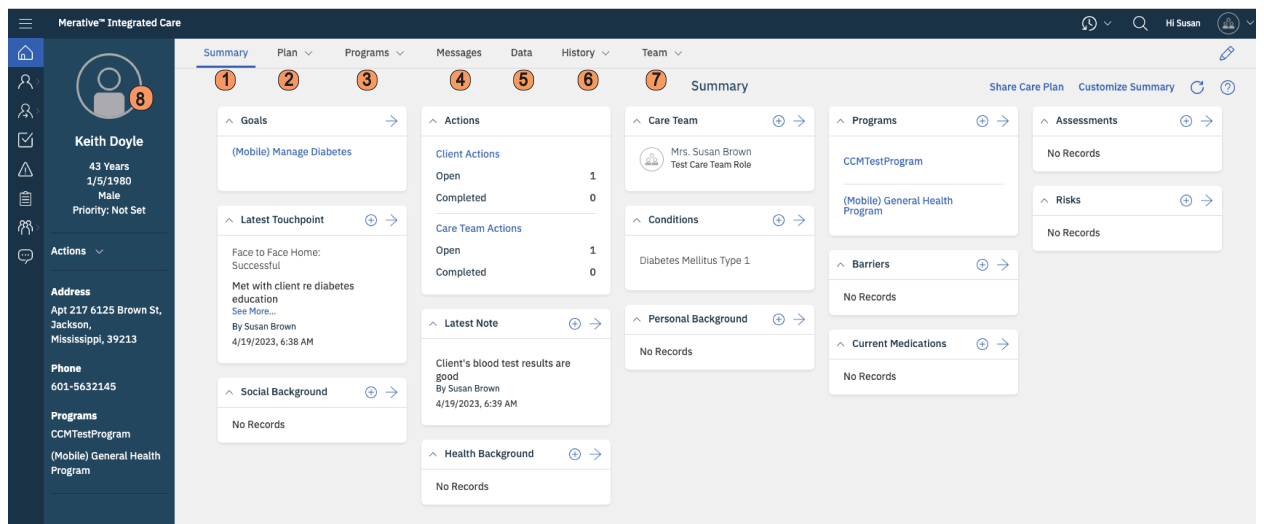 Merative™ Integrated Care
Hi Susan
Summary
Plan
Programs
Messages
Data
History
Team
1
2
3
4
5
6
7
8
Summary
Share Care Plan
Customize Summary
Keith Doyle
43 Years
1/5/1980
Male
Priority: Not Set
Actions
Address
Apt 217 6125 Brown St,
Jackson,
Mississippi, 39213
Phone
601-5632145
Programs
CCMTestProgram
(Mobile) General Health
Program
Goals
(Mobile) Manage Diabetes
Latest Touchpoint
Face to Face Home:
Successful
Met with client re diabetes
education
See More...
By Susan Brown
4/19/2023, 6:38 AM
Social Background
No Records
Actions
Client Actions
Open 1
Completed 0
Care Team Actions
Open 1
Completed 0
Latest Note
Client's blood test results are
good
By Susan Brown
4/19/2023, 6:39 AM
Health Background
No Records
Care Team
Mrs. Susan Brown
Test Care Team Role
Conditions
Diabetes Mellitus Type 1
Personal Background
No Records
Programs
CCMTestProgram
(Mobile) General Health
Program
Barriers
No Records
Current Medications
No Records
Assessments
No Records
Risks
No Records